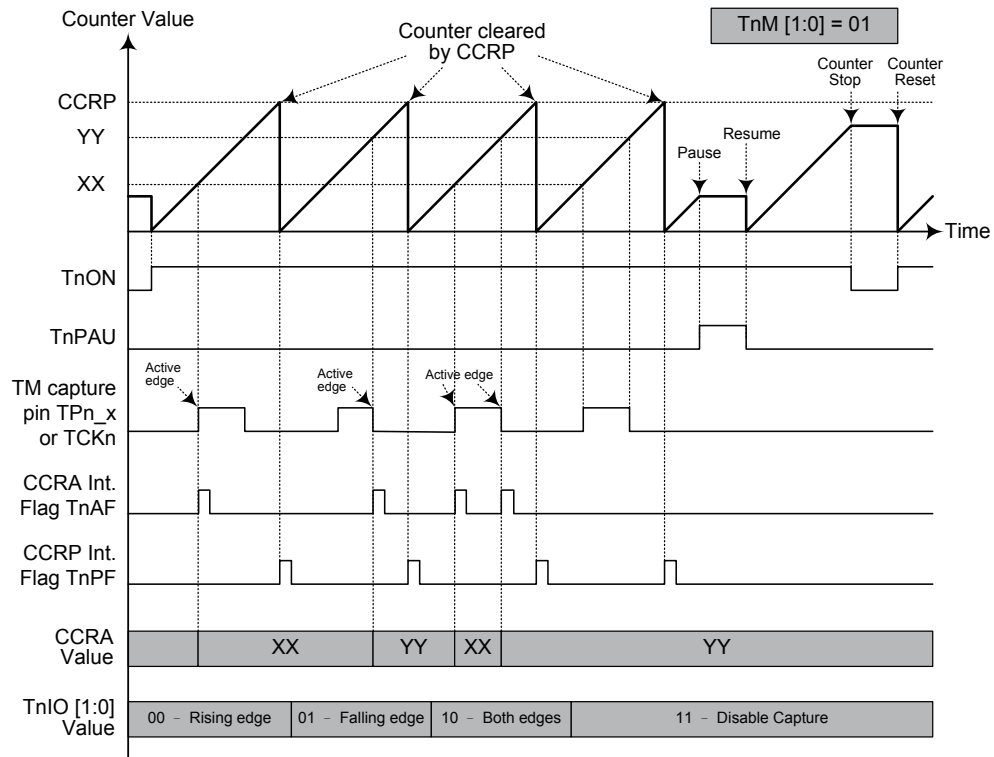 Counter Value
TnM [1:0] = 01
Counter cleared
by CCRP
Counter
Stop
Counter
Reset
CCRP
YY
XX
Pause
Resume
Time
TnON
TnPAU
TM capture
pin TPn_x
or TCKn
Active
edge
Active
edge
Active edge
CCRA Int.
Flag TnAF
CCRP Int.
Flag TnPF
CCRA
Value
XX
YY
XX
YY
TnIO [1:0]
Value
00 – Rising edge
01 – Falling edge
10 – Both edges
11 – Disable Capture